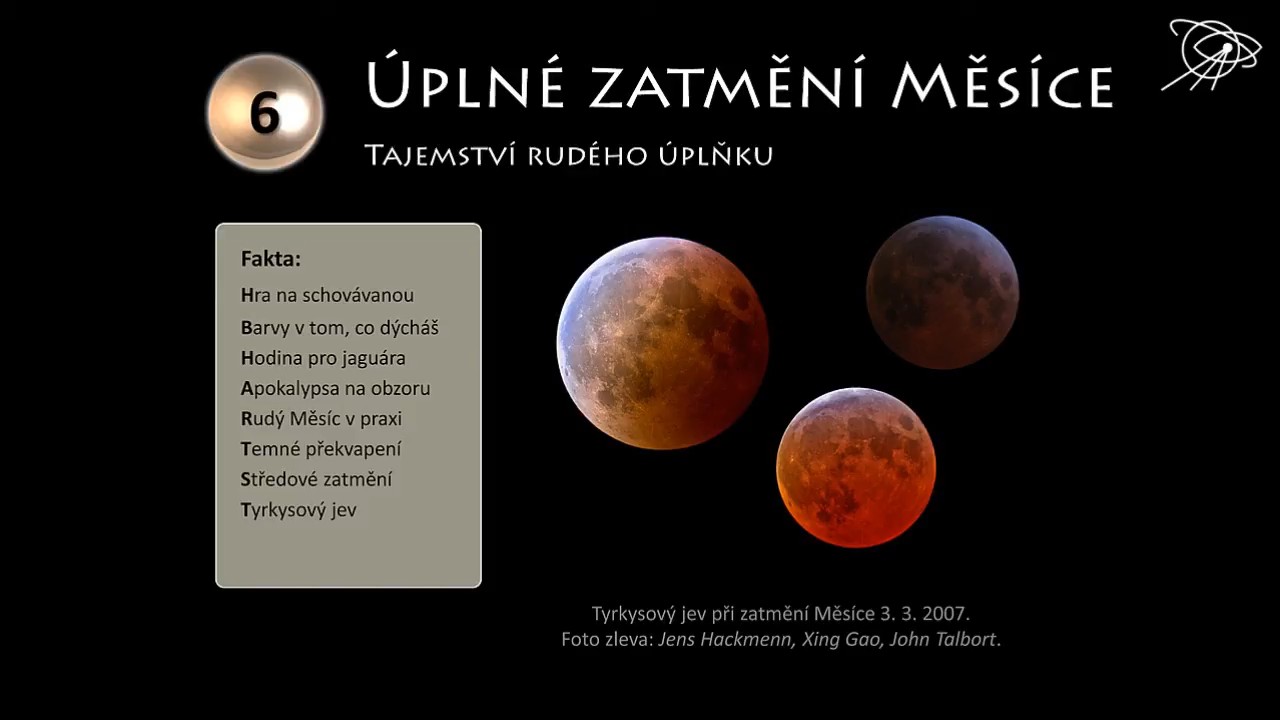 6
Úplné zatmění Měsíce
Tajemství rudého úplňku
Fakta:
Hra na schovávanou
Barvy v tom, co dýcháš
Hodina pro jaguára
Apokalypsa na obzoru
Rudý Měsíc v praxi
Temné překvapení
Středové zatmění
Tyrkysový jev
Tyrkysový jev při zatmění Měsíce 3. 3. 2007.
Foto zleva: Jens Hackmenn, Xing Gao, John Talbort.